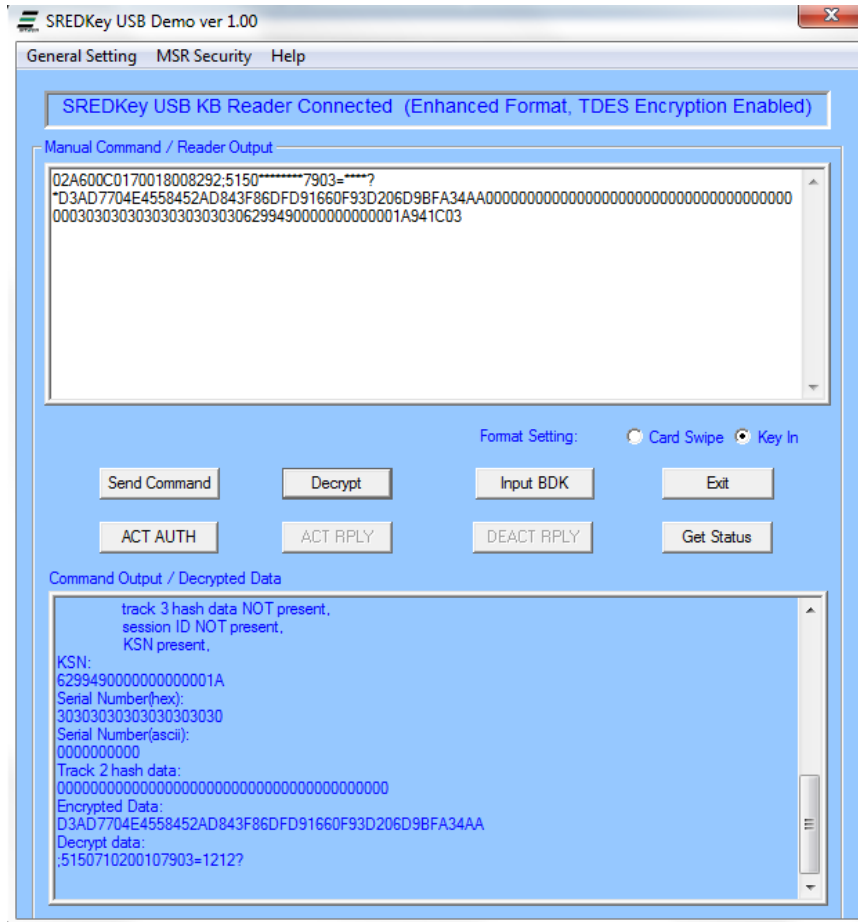 SREDKey USB Demo ver 1.00
General Setting MSR Security Help
SREDKey USB KB Reader Connected (Enhanced Format, TDES Encryption Enabled)
Manual Command / Reader Output
02A600C0170018008292;5150********7903=****?
*D3AD7704E4558452AD843F86DFD91660F93D206D9BFA34AA0000000000000000000000000000000000000
000303030303030303030306299490000000000001A941C03
Format Setting: Card Swipe Key In
Send Command Decrypt Input BDK Exit
ACT AUTH ACT RPLY DEACT RPLY Get Status
Command Output / Decrypted Data
track 3 hash data NOT present,
session ID NOT present,
KSN present,
KSN:
6299490000000000001A
Serial Number(hex):
30303030303030303030
Serial Number(ascii):
0000000000
Track 2 hash data:
0000000000000000000000000000000000000000
Encrypted Data:
D3AD7704E4558452AD843F86DFD91660F93D206D9BFA34AA
Decrypt data:
;5150710200107903=1212?